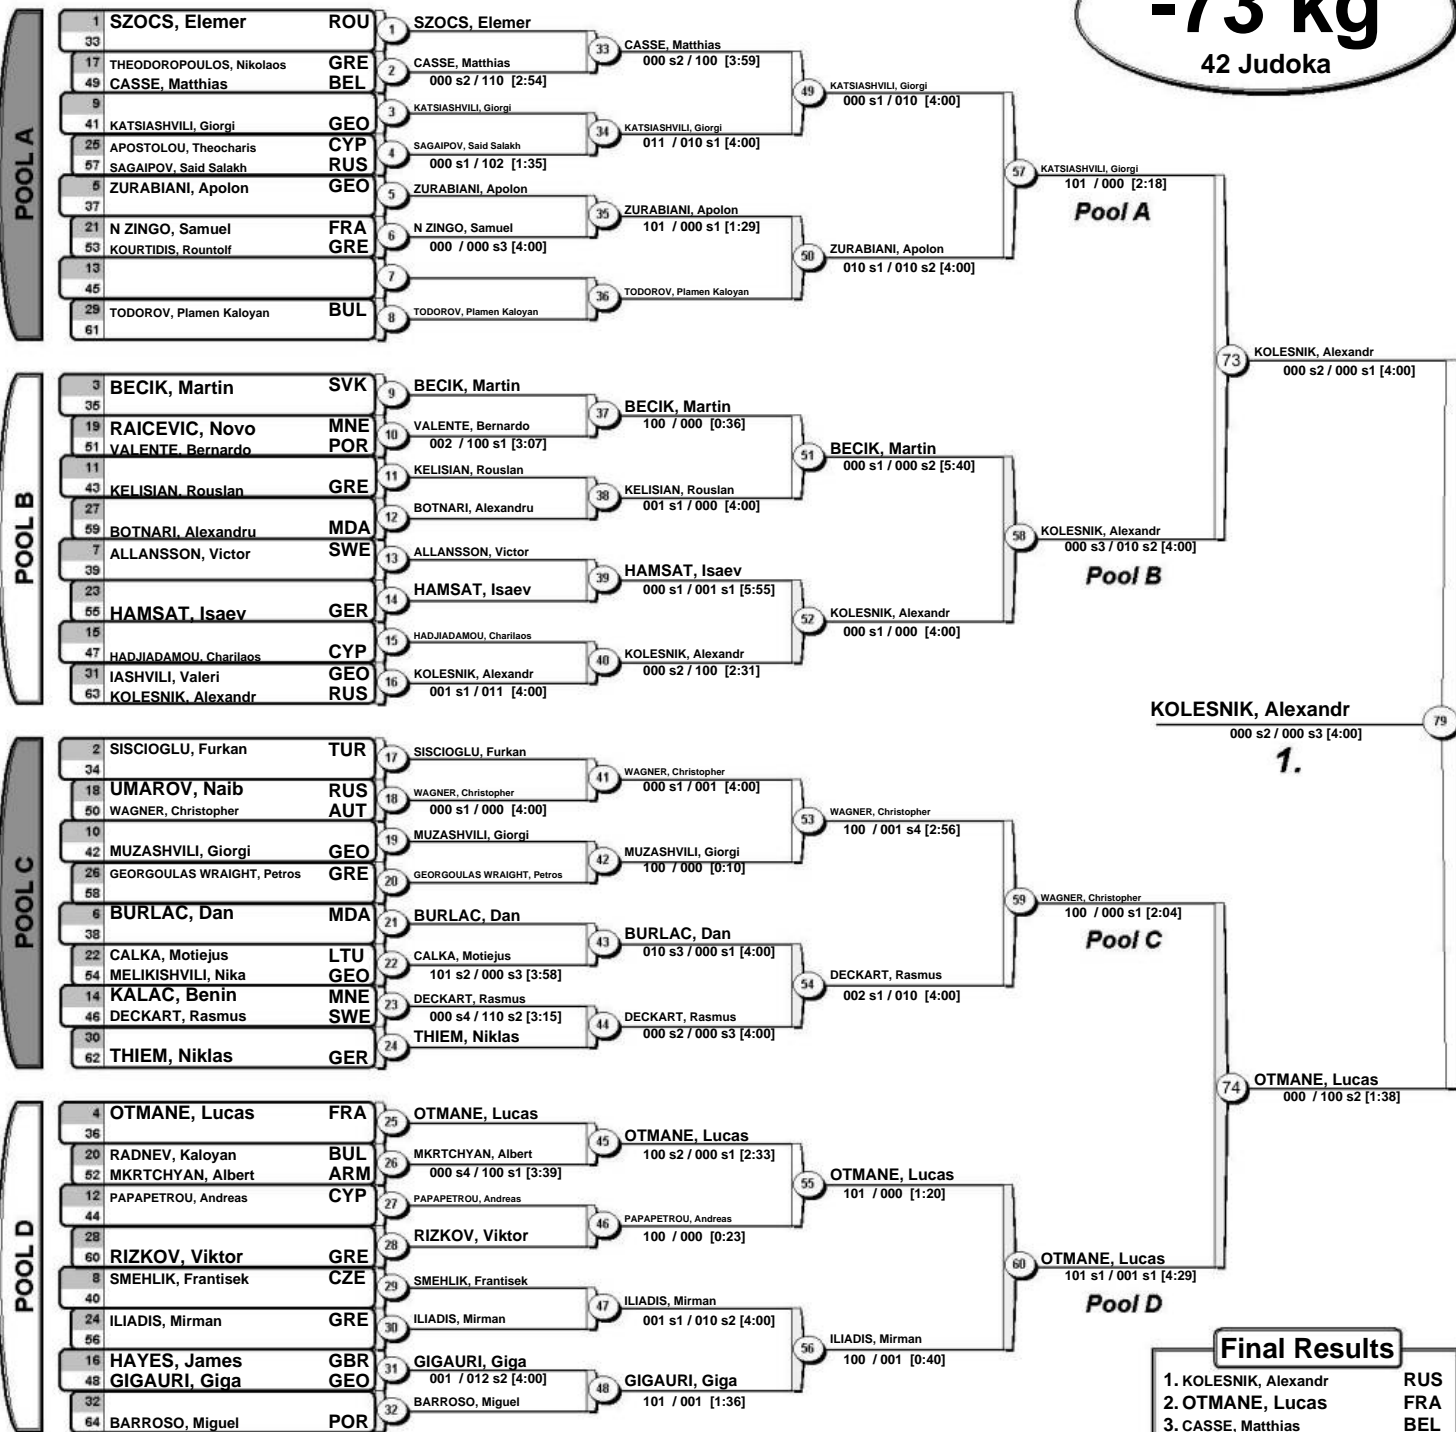 -73 kg
42 Judoka
POOL A
1 SZOCS, Elemer ROU
33
17 THEODOROPOULOS, Nikolaos GRE
49 CASSE, Matthias BEL
9
41 KATSIASHVILI, Giorgi GEO
25 APOSTOLOU, Theocharis CYP
57 SAGAIPOV, Said Salakh RUS
5 ZURABIANI, Apolon GEO
37
21 N ZINGO, Samuel FRA
53 KOURTIDIS, Rountolf GRE
13
45
29 TODOROV, Plamen Kaloyan BUL
61
1 SZOCS, Elemer
2 CASSE, Matthias
000 s2 / 110 [2:54]
3 KATSIASHVILI, Giorgi
4 SAGAIPOV, Said Salakh
000 s1 / 102 [1:35]
5 ZURABIANI, Apolon
6 N ZINGO, Samuel
000 / 000 s3 [4:00]
7
8 TODOROV, Plamen Kaloyan
33 CASSE, Matthias
000 s2 / 100 [3:59]
34 KATSIASHVILI, Giorgi
011 / 010 s1 [4:00]
35 ZURABIANI, Apolon
101 / 000 s1 [1:29]
36 TODOROV, Plamen Kaloyan
49 KATSIASHVILI, Giorgi
000 s1 / 010 [4:00]
50 ZURABIANI, Apolon
010 s1 / 010 s2 [4:00]
57 KATSIASHVILI, Giorgi
101 / 000 [2:18]
Pool A
POOL B
3 BECIK, Martin SVK
35
19 RAICEVIC, Novo MNE
51 VALENTE, Bernardo POR
11
43 KELISIAN, Rouslan GRE
27
59 BOTNARI, Alexandru MDA
7 ALLANSSON, Victor SWE
39
23
55 HAMSAT, Isaev GER
15
47 HADJIADAMOU, Charilaos CYP
31 IASHVILI, Valeri GEO
63 KOLESNIK, Alexandr RUS
9 BECIK, Martin
10 VALENTE, Bernardo
002 / 100 s1 [3:07]
11 KELISIAN, Rouslan
12 BOTNARI, Alexandru
13 ALLANSSON, Victor
14 HAMSAT, Isaev
15 HADJIADAMOU, Charilaos
16 KOLESNIK, Alexandr
001 s1 / 011 [4:00]
37 BECIK, Martin
100 / 000 [0:36]
38 KELISIAN, Rouslan
001 s1 / 000 [4:00]
39 HAMSAT, Isaev
000 s1 / 001 s1 [5:55]
40 KOLESNIK, Alexandr
000 s2 / 100 [2:31]
51 BECIK, Martin
000 s1 / 000 s2 [5:40]
52 KOLESNIK, Alexandr
000 s1 / 000 [4:00]
58 KOLESNIK, Alexandr
000 s3 / 010 s2 [4:00]
Pool B
73 KOLESNIK, Alexandr
000 s2 / 000 s1 [4:00]
KOLESNIK, Alexandr 79
000 s2 / 000 s3 [4:00]
1.
POOL C
2 SISCIOGLU, Furkan TUR
34
18 UMAROV, Naib RUS
50 WAGNER, Christopher AUT
10
42 MUZASHVILI, Giorgi GEO
26 GEORGOULAS WRAIGHT, Petros GRE
58
6 BURLAC, Dan MDA
38
22 CALKA, Motiejus LTU
54 MELIKISHVILI, Nika GEO
14 KALAC, Benin MNE
46 DECKART, Rasmus SWE
30
62 THIEM, Niklas GER
17 SISCIOGLU, Furkan
18 WAGNER, Christopher
000 s1 / 000 [4:00]
19 MUZASHVILI, Giorgi
20 GEORGOULAS WRAIGHT, Petros
21 BURLAC, Dan
22 CALKA, Motiejus
101 s2 / 000 s3 [3:58]
23 DECKART, Rasmus
000 s4 / 110 s2 [3:15]
24 THIEM, Niklas
41 WAGNER, Christopher
000 s1 / 001 [4:00]
42 MUZASHVILI, Giorgi
100 / 000 [0:10]
43 BURLAC, Dan
010 s3 / 000 s1 [4:00]
44 DECKART, Rasmus
000 s2 / 000 s3 [4:00]
53 WAGNER, Christopher
100 / 001 s4 [2:56]
54 DECKART, Rasmus
002 s1 / 010 [4:00]
59 WAGNER, Christopher
100 / 000 s1 [2:04]
Pool C
74 OTMANE, Lucas
000 / 100 s2 [1:38]
POOL D
4 OTMANE, Lucas FRA
36
20 RADNEV, Kaloyan BUL
52 MKRTCHYAN, Albert ARM
12 PAPAPETROU, Andreas CYP
44
28
60 RIZKOV, Viktor GRE
8 SMEHLIK, Frantisek CZE
40
24 ILIADIS, Mirman GRE
56
16 HAYES, James GBR
48 GIGAURI, Giga GEO
32
64 BARROSO, Miguel POR
25 OTMANE, Lucas
26 MKRTCHYAN, Albert
000 s4 / 100 s1 [3:39]
27 PAPAPETROU, Andreas
28 RIZKOV, Viktor
29 SMEHLIK, Frantisek
30 ILIADIS, Mirman
31 GIGAURI, Giga
001 / 012 s2 [4:00]
32 BARROSO, Miguel
45 OTMANE, Lucas
100 s2 / 000 s1 [2:33]
46 PAPAPETROU, Andreas
100 / 000 [0:23]
47 ILIADIS, Mirman
001 s1 / 010 s2 [4:00]
48 GIGAURI, Giga
101 / 001 [1:36]
55 OTMANE, Lucas
101 / 000 [1:20]
56 ILIADIS, Mirman
100 / 001 [0:40]
60 OTMANE, Lucas
101 s1 / 001 s1 [4:29]
Pool D
Final Results
1. KOLESNIK, Alexandr RUS
2. OTMANE, Lucas FRA
3. CASSE, Matthias BEL